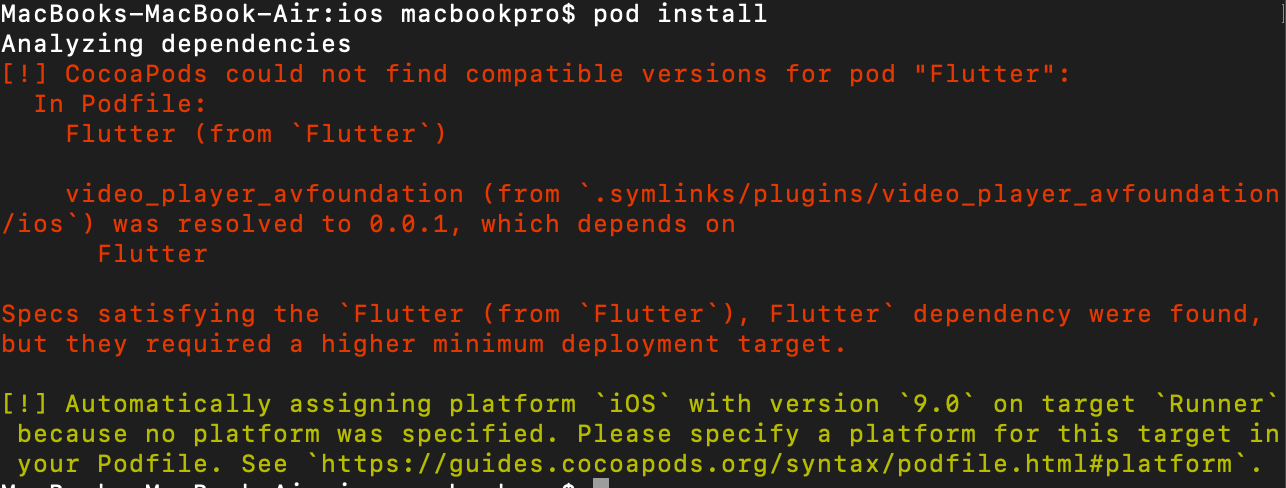 MacBooks-MacBook-Air:ios macbookpro$ pod install
Analyzing dependencies
[!] CocoaPods could not find compatible versions for pod "Flutter":
  In Podfile:
    Flutter (from `Flutter`)

    video_player_avfoundation (from `.symlinks/plugins/video_player_avfoundation
/ios`) was resolved to 0.0.1, which depends on
      Flutter

Specs satisfying the `Flutter (from `Flutter`), Flutter` dependency were found,
but they required a higher minimum deployment target.

[!] Automatically assigning platform `iOS` with version `9.0` on target `Runner`
 because no platform was specified. Please specify a platform for this target in
 your Podfile. See `https://guides.cocoapods.org/syntax/podfile.html#platform`.